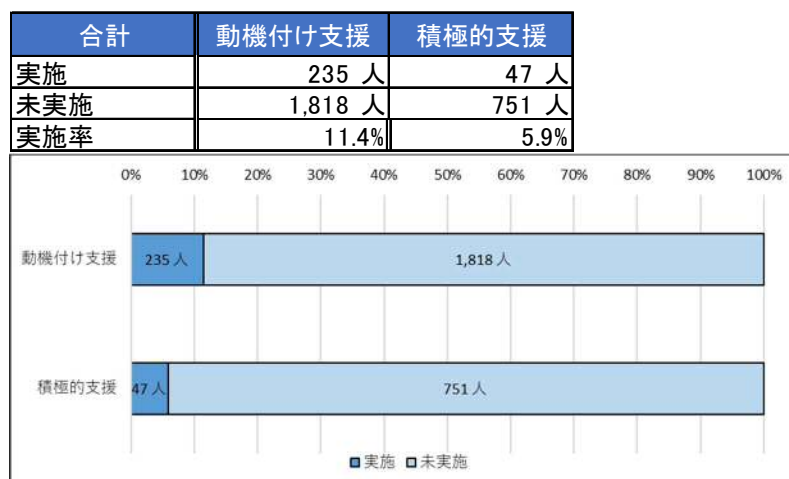 合計 動機付け支援 積極的支援
実施 235 人 47 人
未実施 1,818 人 751 人
実施率 11.4% 5.9%
0% 10% 20% 30% 40% 50% 60% 70% 80% 90% 100%
動機付け支援 235 人 1,818 人
積極的支援 47 人 751 人
実施 未実施